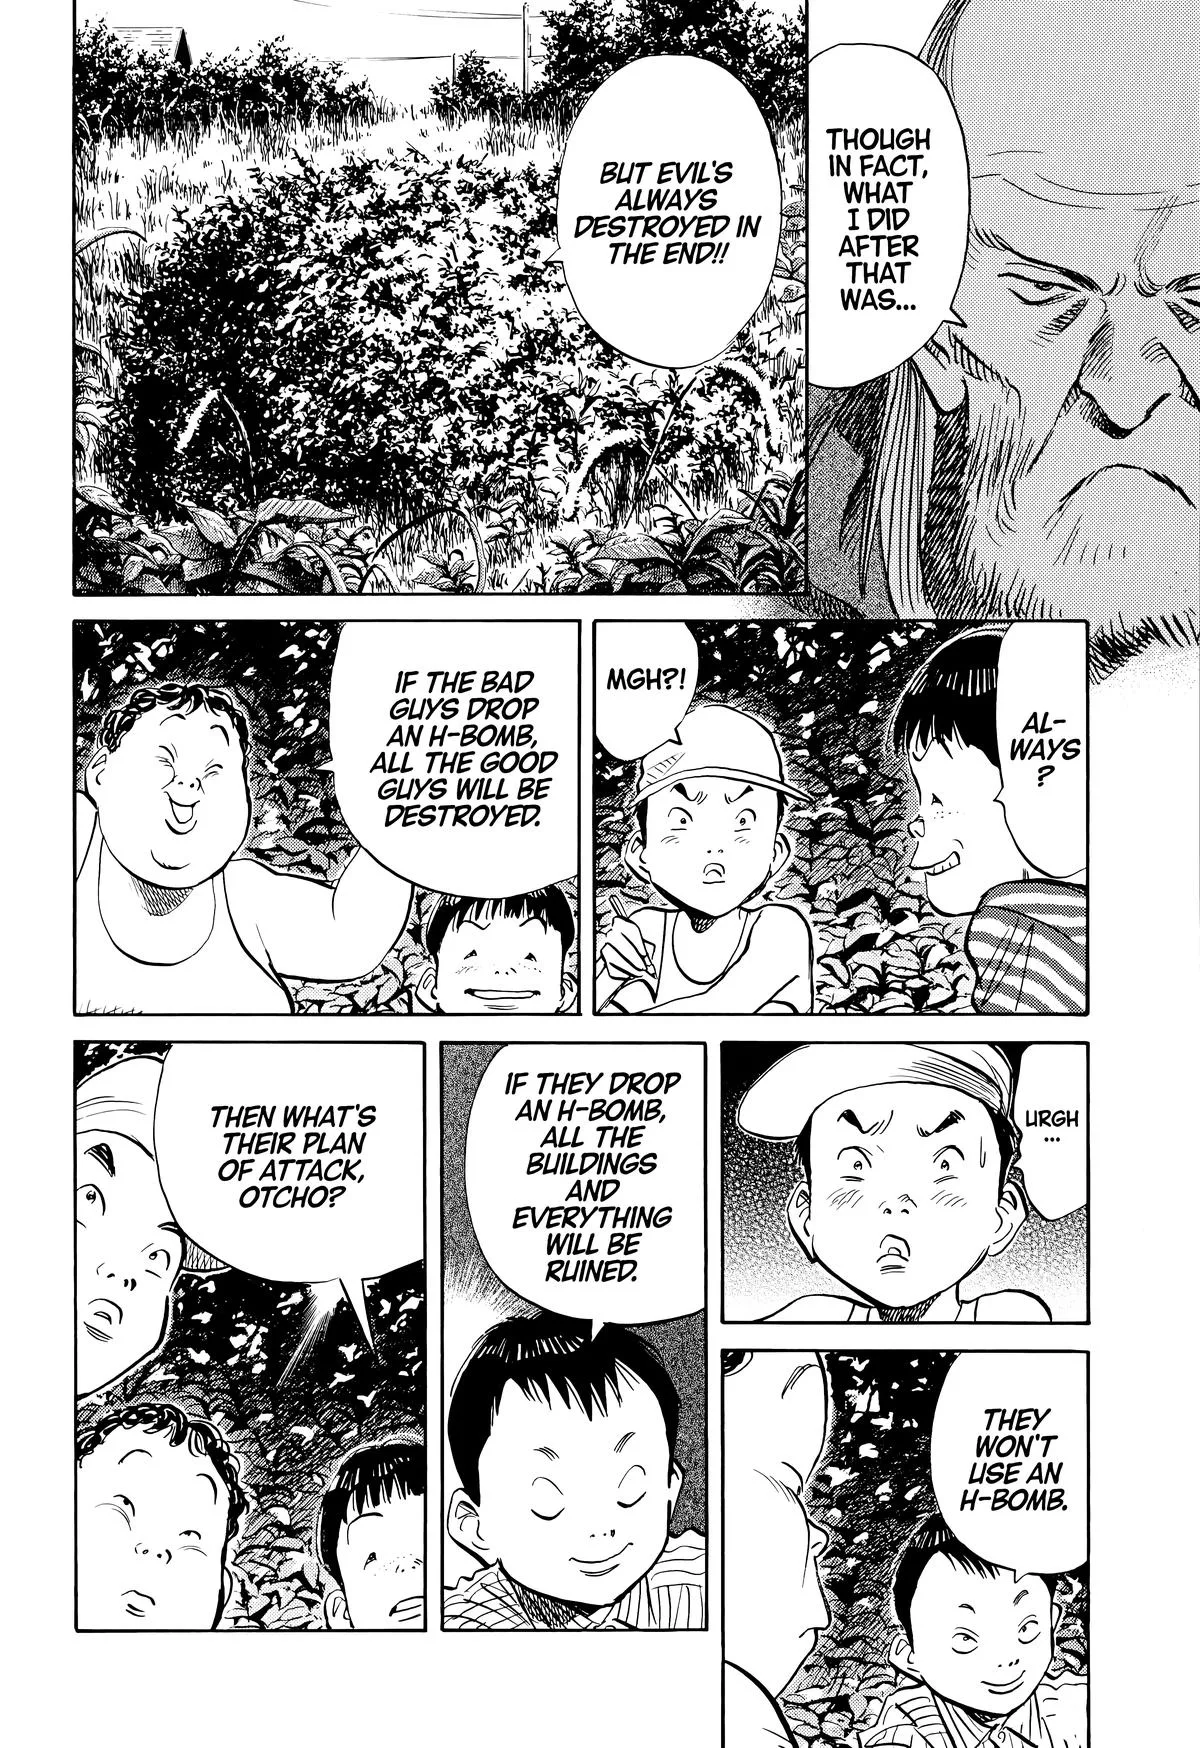 THOUGH
IN FACT,
WHAT
I DID
AFTER
THAT
WAS...
BUT EVIL'S
ALWAYS
DESTROYED IN
THE END!!
AL-
WAYS
?
MGH?!
IF THE BAD
GUYS DROP
AN H-BOMB,
ALL THE GOOD
GUYS WILL BE
DESTROYED.
URGH
...
THEY
WON'T
USE AN
H-BOMB.
IF THEY DROP
AN H-BOMB,
ALL THE
BUILDINGS
AND
EVERYTHING
WILL BE
RUINED.
THEN WHAT'S
THEIR PLAN
OF ATTACK,
OTCHO?